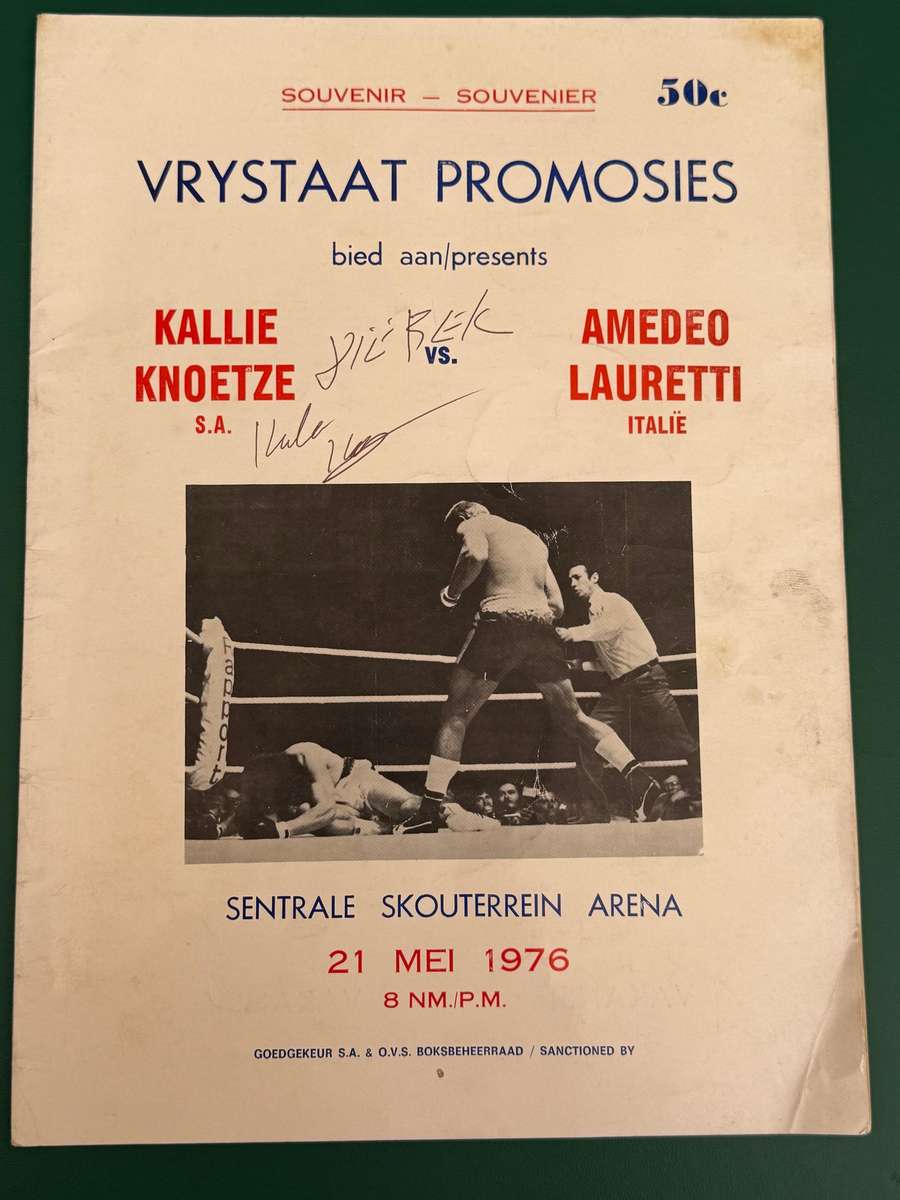 SOUVENIR — SOUVENIER 50c
VRYSTAAT PROMOSIES
bied aan/presents
KALLIE KNOETZE
S.A.
VS.
AMEDEO LAURETTI
ITALIË
SENTRALE SKOUTERREIN ARENA
21 MEI 1976
8 NM./P.M.
GOEDGEKEUR S.A. & O.V.S. BOKSBEHEERRAAD / SANCTIONED BY